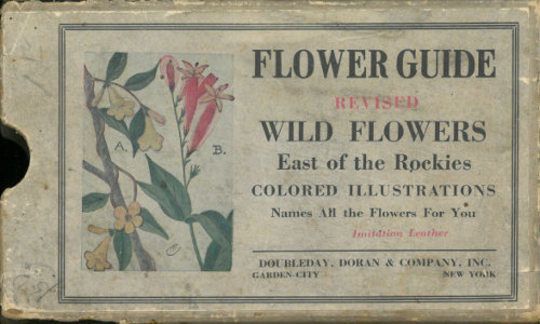 FLOWER GUIDE
REVISED
WILD FLOWERS
East of the Rockies
COLORED ILLUSTRATIONS
Names All the Flowers For You
Imitation Leather
DOUBLEDAY, DORAN & COMPANY, INC.
GARDEN-CITY NEW YORK
A. B.